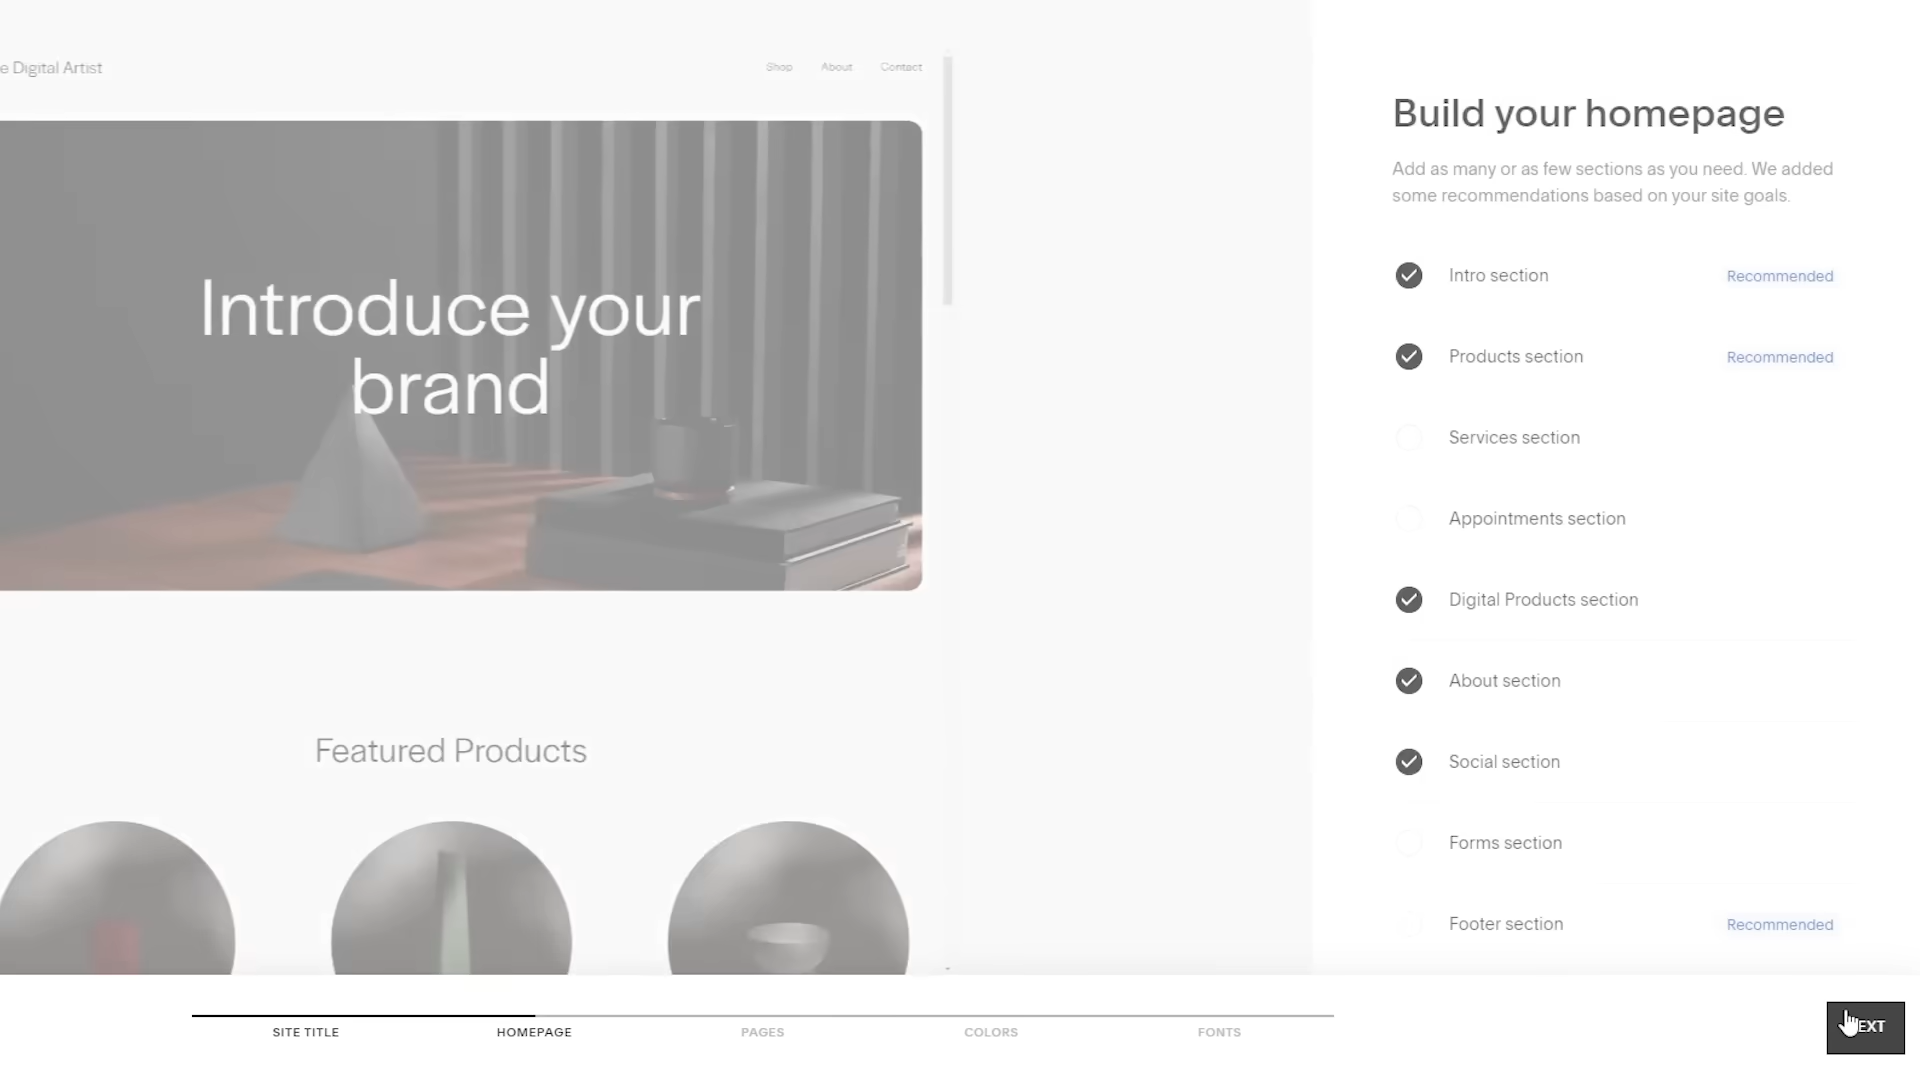 e Digital Artist
Shop About Contact
Introduce your
brand
Featured Products
Build your homepage
Add as many or as few sections as you need. We added
some recommendations based on your site goals.
Intro section Recommended
Products section Recommended
Services section
Appointments section
Digital Products section
About section
Social section
Forms section
Footer section Recommended
SITE TITLE HOMEPAGE PAGES COLORS FONTS
EXT